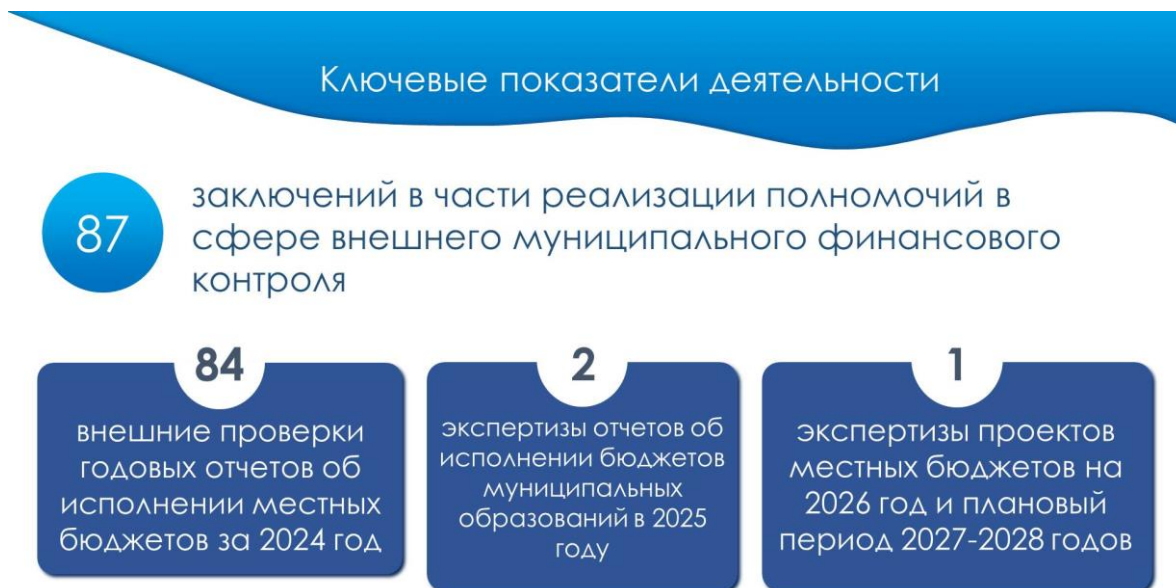 Ключевые показатели деятельности
87
заключений в части реализации полномочий в
сфере внешнего муниципального финансового
контроля
84
внешние проверки
годовых отчетов об
исполнении местных
бюджетов за 2024 год
2
экспертизы отчетов об
исполнении бюджетов
муниципальных
образований в 2025
году
1
экспертизы проектов
местных бюджетов на
2026 год и плановый
период 2027-2028 годов